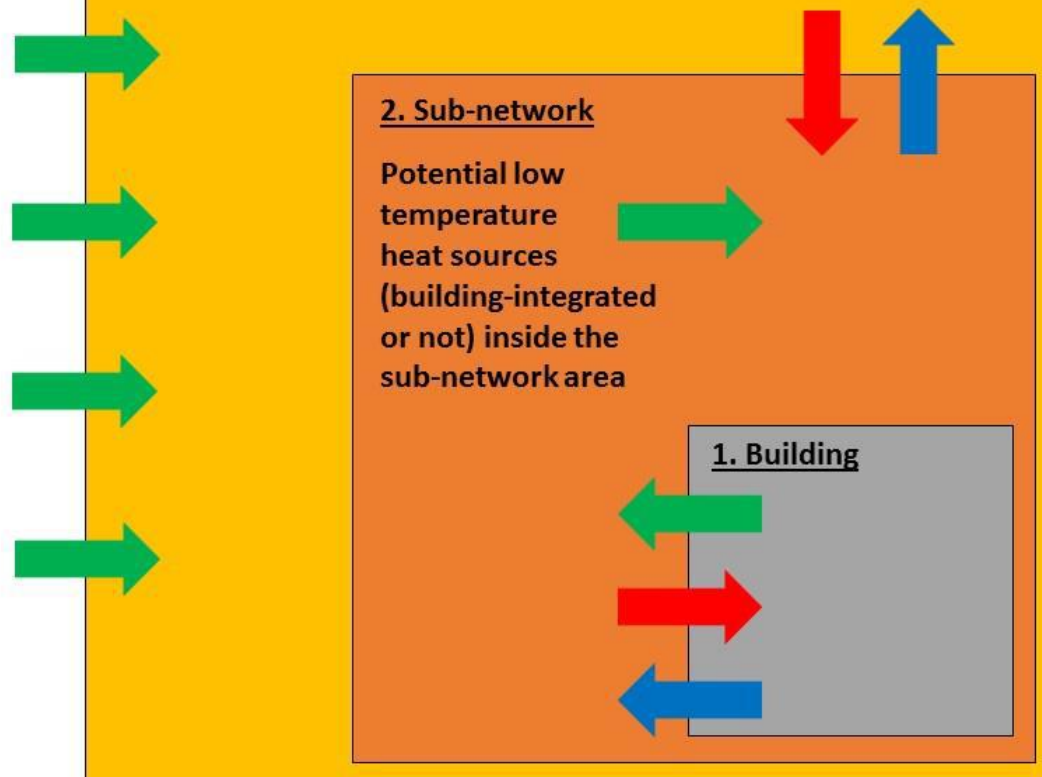 2. Sub-network
Potential low
temperature
heat sources
(building-integrated
or not) inside the
sub-network area
1. Building